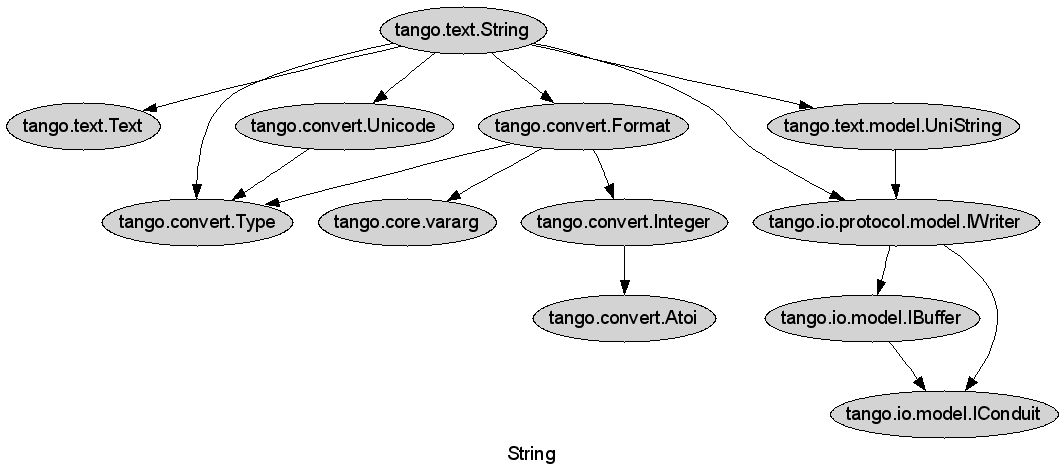 tango.text.String
tango.text.Text
tango.convert.Unicode
tango.convert.Format
tango.text.model.UniString
tango.convert.Type
tango.core.vararg
tango.convert.Integer
tango.io.protocol.model.IWriter
tango.convert.Atoi
tango.io.model.IBuffer
tango.io.model.IConduit
String